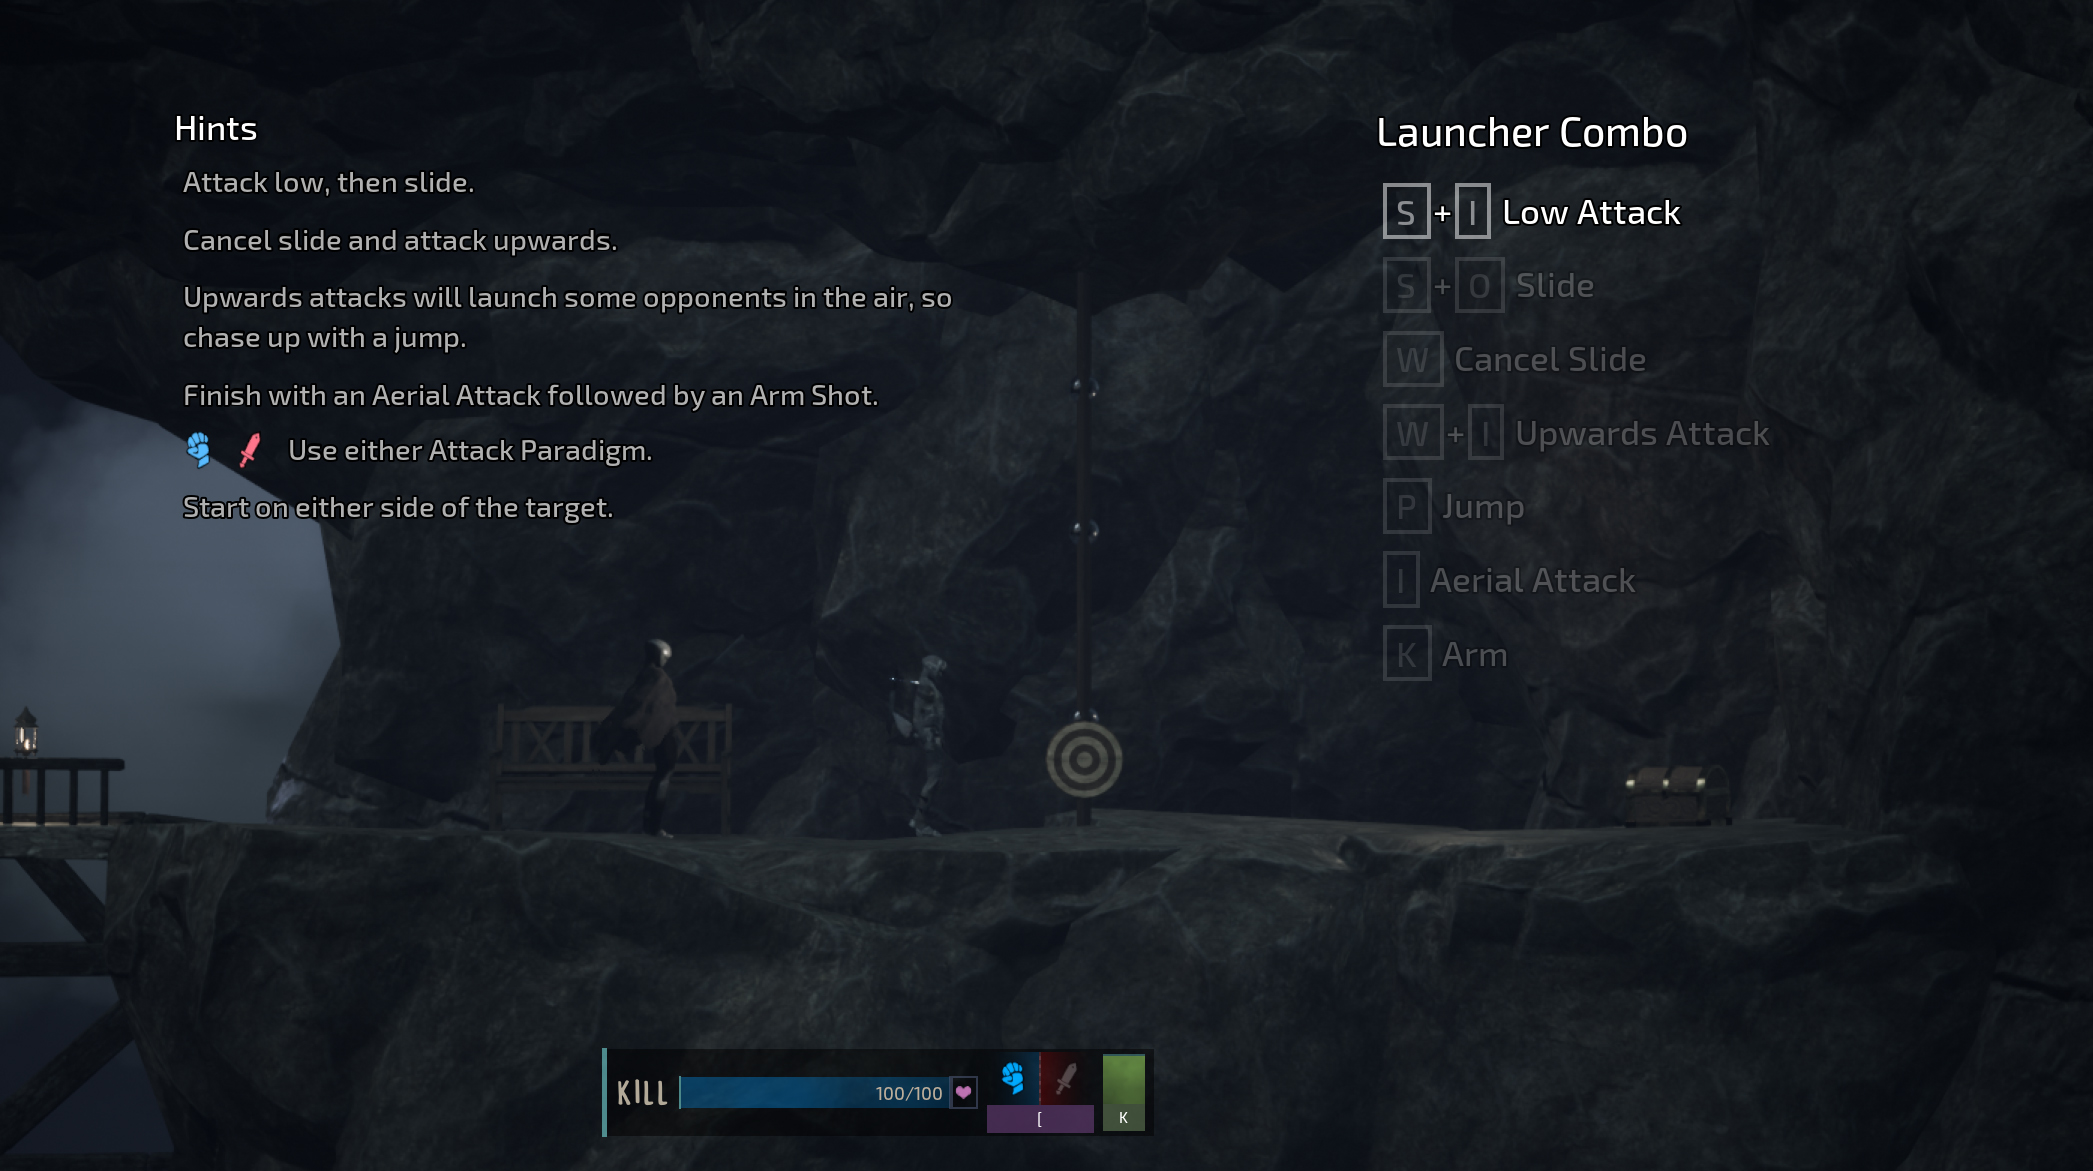 Hints
Attack low, then slide.
Cancel slide and attack upwards.
Upwards attacks will launch some opponents in the air, so
chase up with a jump.
Finish with an Aerial Attack followed by an Arm Shot.
Use either Attack Paradigm.
Start on either side of the target.
Launcher Combo
S + I Low Attack
S + O Slide
W Cancel Slide
W + I Upwards Attack
P Jump
I Aerial Attack
K Arm
KILL 100/100
[ K